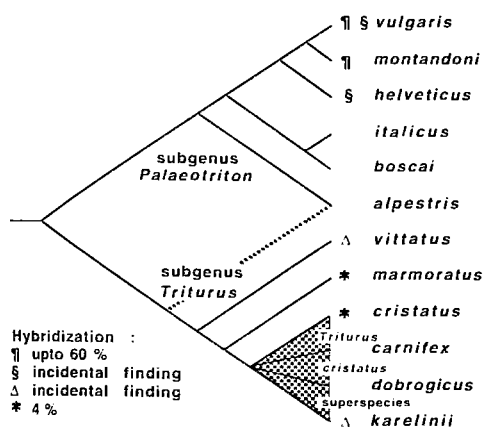 ¶ § vulgaris
¶ montandoni
§ helveticus
italicus
boscai
subgenus
Palaeotriton
alpestris
Δ vittatus
subgenus
Triturus
* marmoratus
* cristatus
Triturus
carnifex
cristatus
dobrogicus
superspecies
Δ karelinii
Hybridization :
¶ upto 60 %
§ incidental finding
Δ incidental finding
* 4 %